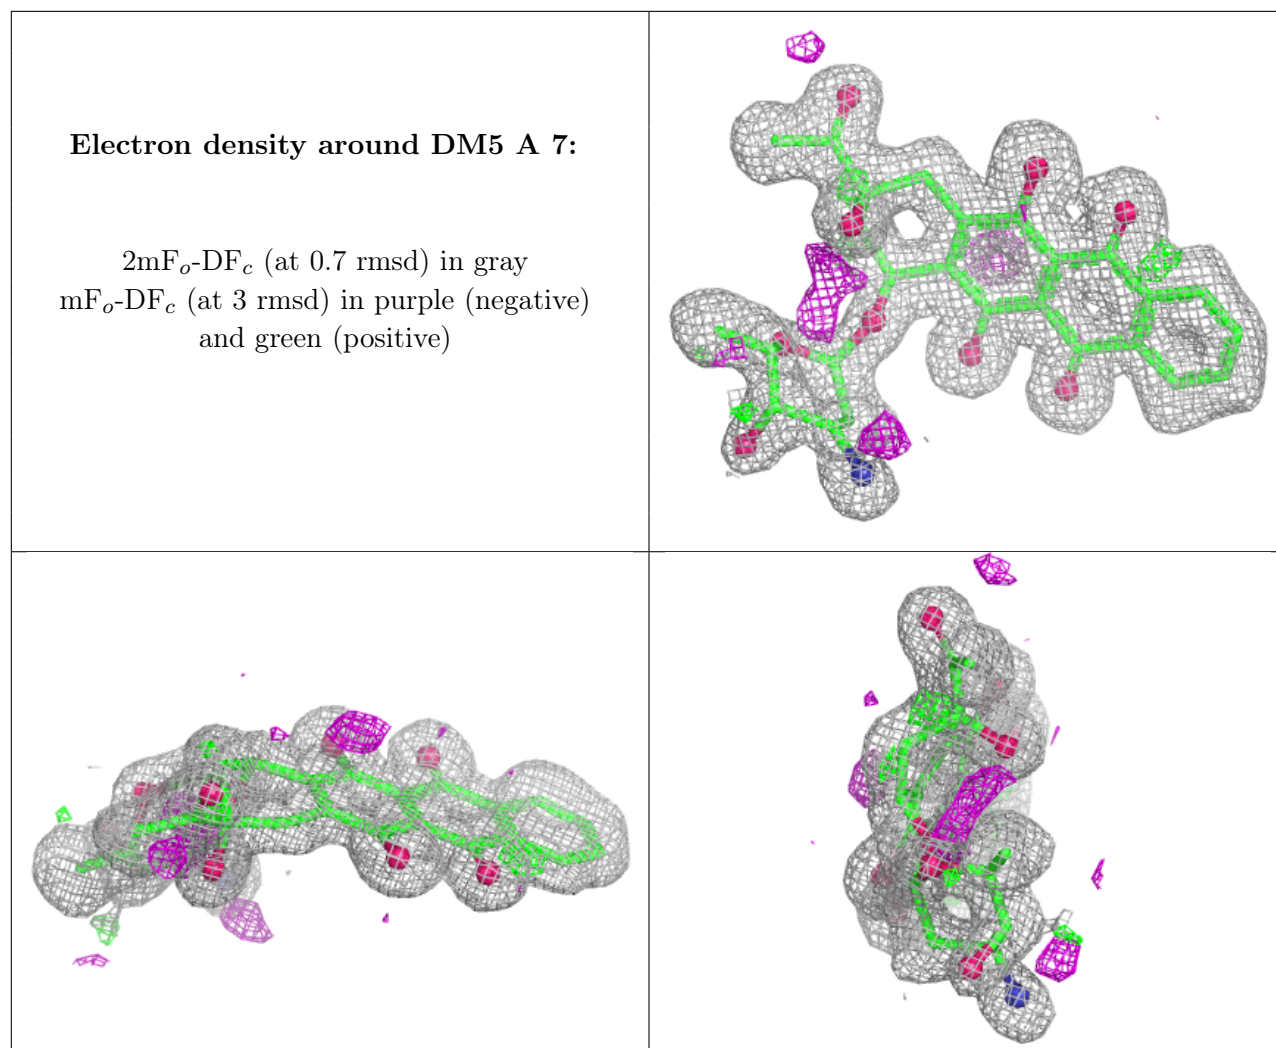 Electron density around DM5 A 7:
2mFo-DFc (at 0.7 rmsd) in gray
mFo-DFc (at 3 rmsd) in purple (negative)
and green (positive)